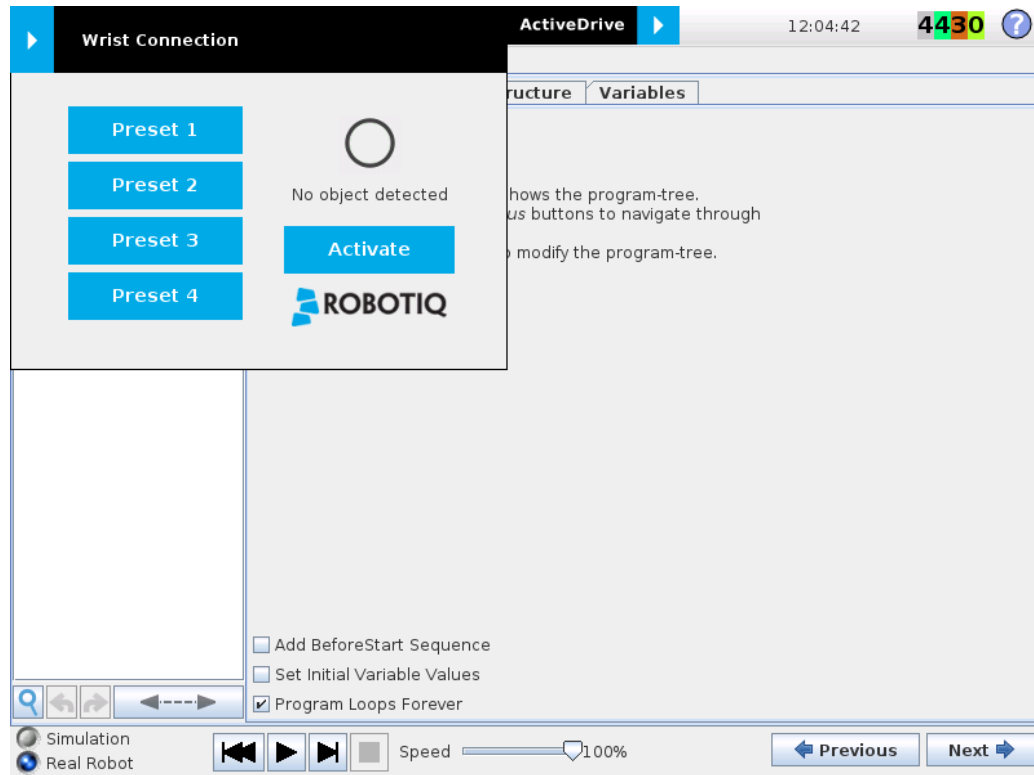 Wrist Connection
ActiveDrive
12:04:42
4430
?
ructure
Variables
Preset 1
Preset 2
Preset 3
Preset 4
No object detected
Activate
ROBOTIQ
hows the program-tree.
us buttons to navigate through
o modify the program-tree.
Add BeforeStart Sequence
Set Initial Variable Values
Program Loops Forever
Simulation
Real Robot
Speed
100%
Previous
Next